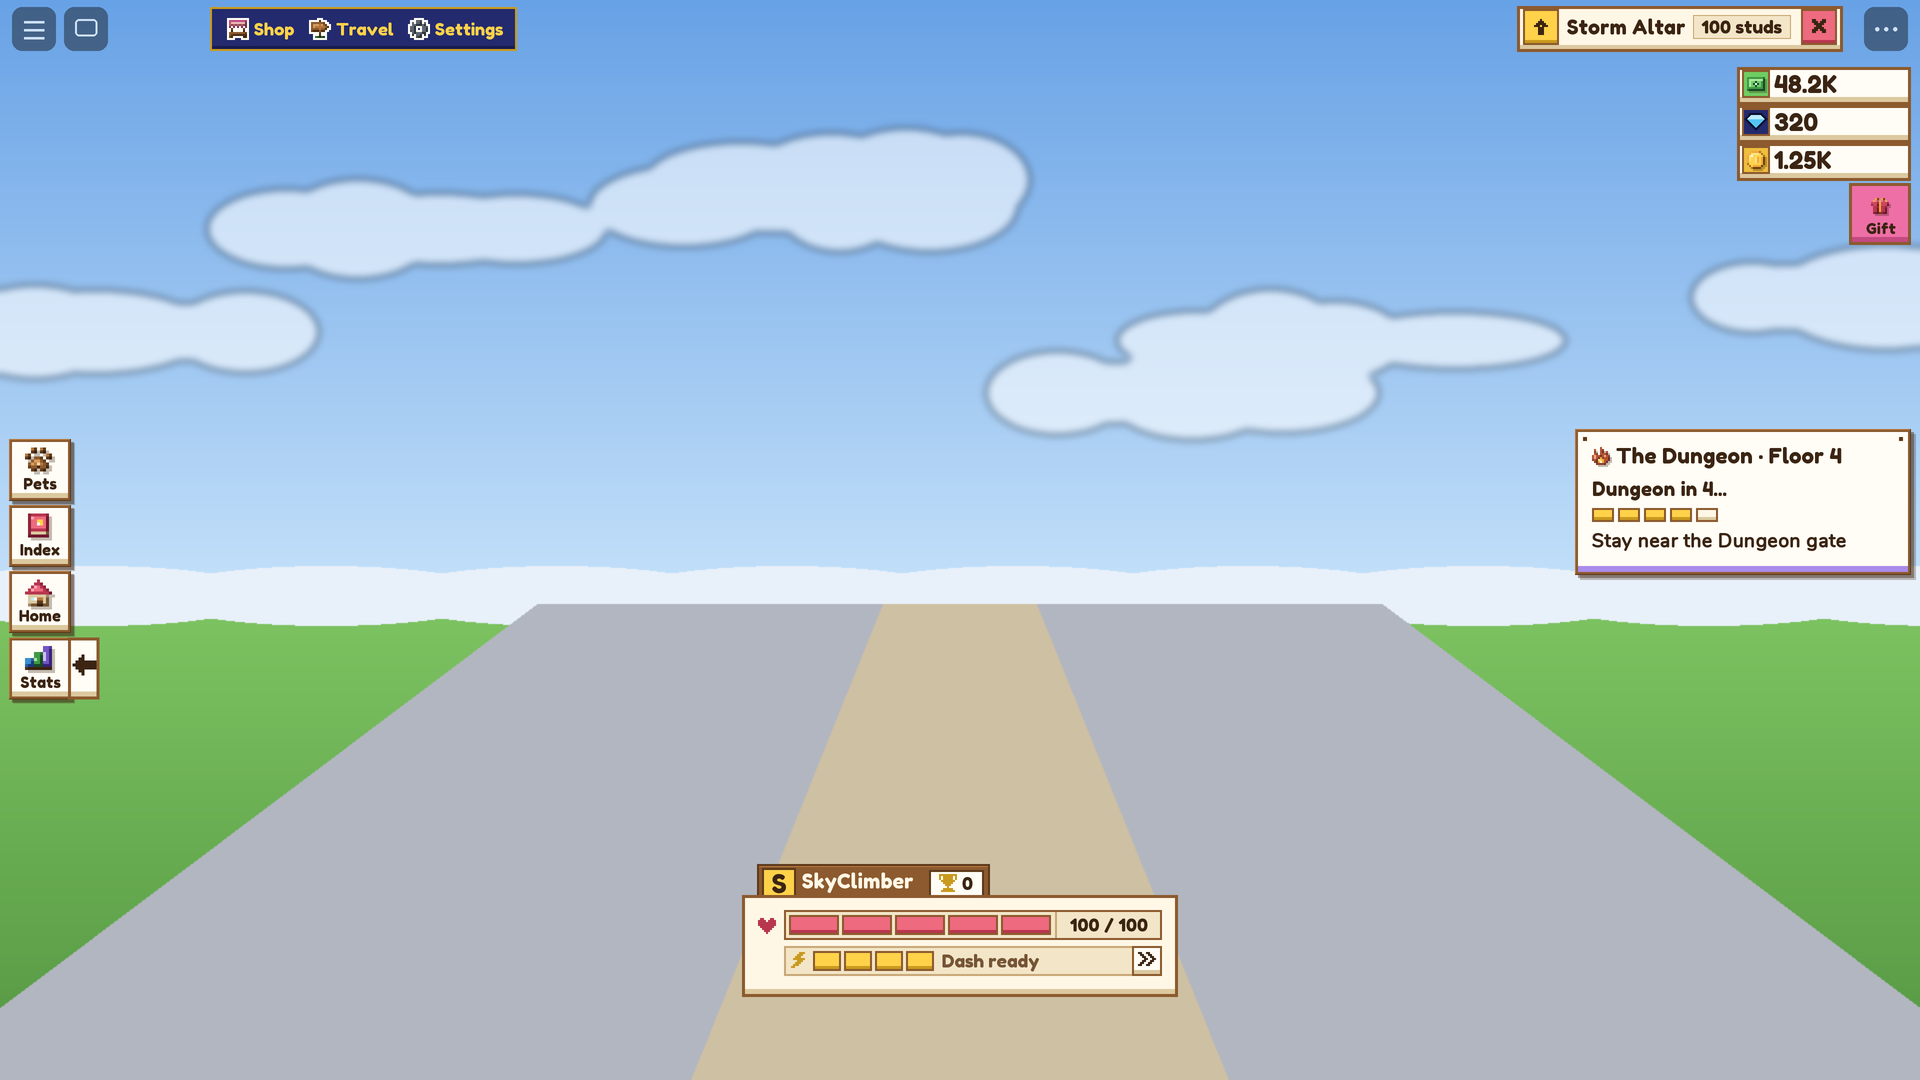 Shop Travel Settings
Storm Altar 100 studs
48.2K
320
1.25K
Gift
Pets
Index
Home
Stats
The Dungeon · Floor 4
Dungeon in 4...
Stay near the Dungeon gate
S SkyClimber 0
100 / 100
Dash ready